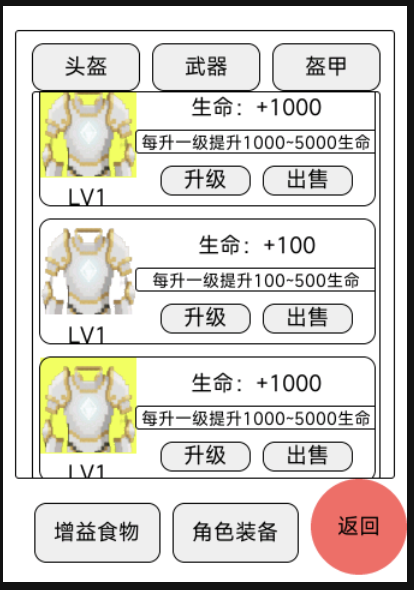 头盔 武器 盔甲
生命：+1000
每升一级提升1000~5000生命
升级 出售
LV1
生命：+100
每升一级提升100~500生命
升级 出售
LV1
生命：+1000
每升一级提升1000~5000生命
升级 出售
LV1
增益食物 角色装备 返回